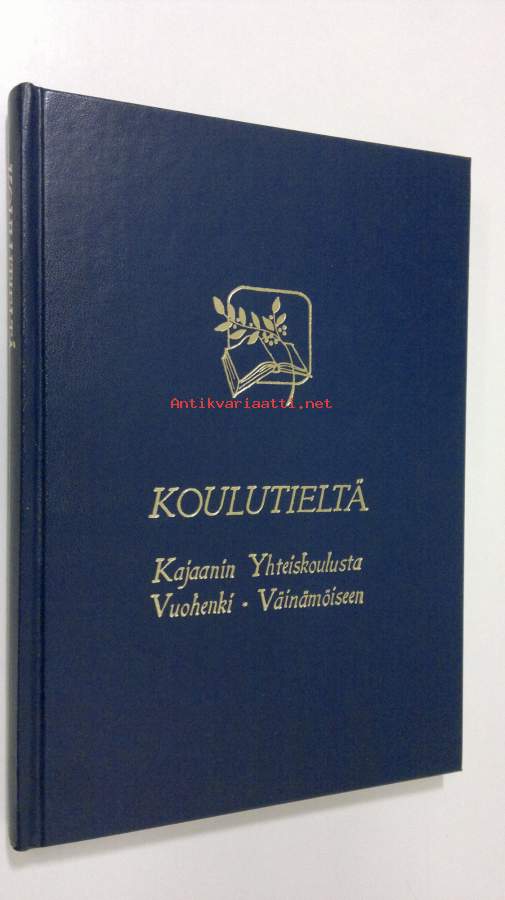 Antikvariaatti.net
KOULUTIELTÄ
Kajaanin Yhteiskoulusta
Vuohenki - Väinämöiseen